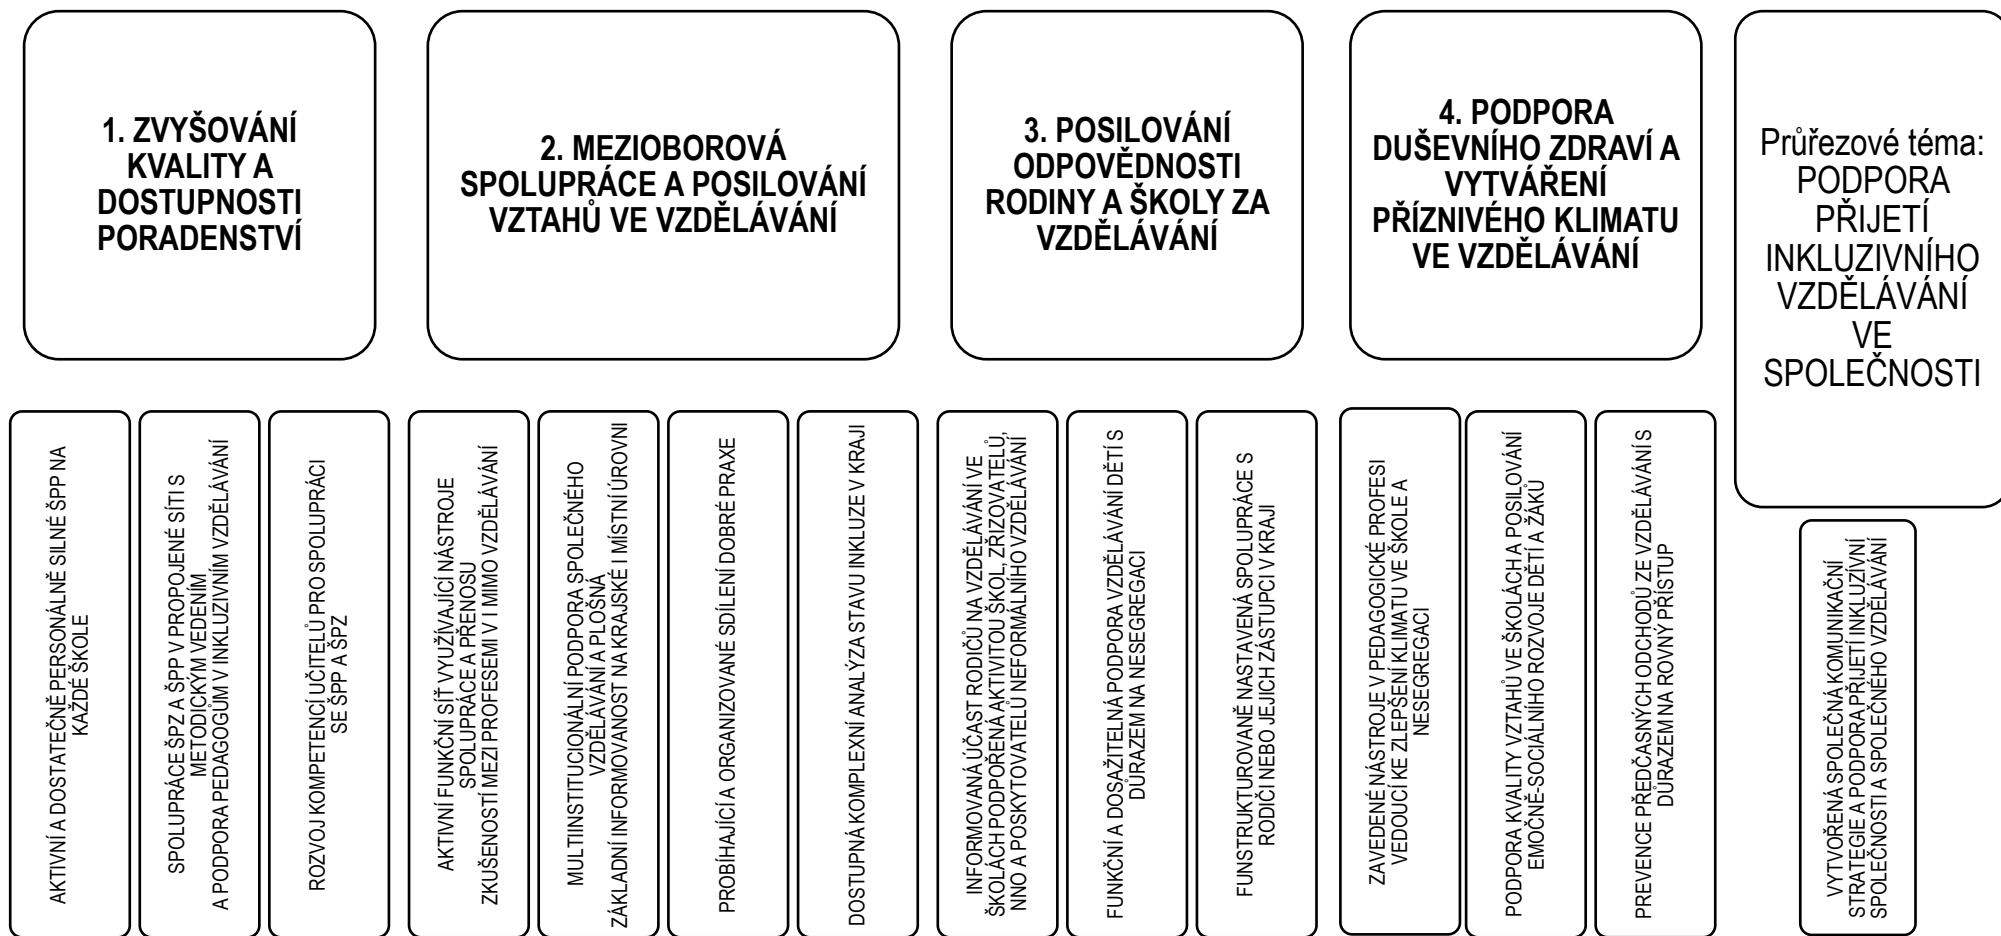 1. ZVYŠOVÁNÍ
KVALITY A
DOSTUPNOSTI
PORADENSTVÍ
2. MEZIOBOROVÁ
SPOLUPRÁCE A POSILOVÁNÍ
VZTAHŮ VE VZDĚLÁVÁNÍ
3. POSILOVÁNÍ
ODPOVĚDNOSTI
RODINY A ŠKOLY ZA
VZDĚLÁVÁNÍ
4. PODPORA
DUŠEVNÍHO ZDRAVÍ A
VYTVÁŘENÍ
PŘÍZNIVÉHO KLIMATU
VE VZDĚLÁVÁNÍ
Průřezové téma:
PODPORA
PŘIJETÍ
INKLUZIVNÍHO
VZDĚLÁVÁNÍ
VE
SPOLEČNOSTI
AKTIVNÍ A DOSTATEČNĚ PERSONÁLNĚ SILNÉ ŠPP NA
KAŽDÉ ŠKOLE
SPOLUPRÁCE ŠPZ A ŠPP V PROPOJENÉ SÍTI S
METODICKÝM VEDENÍM
A PODPORA PEDAGOGŮM V INKLUZIVNÍM VZDĚLÁVÁNÍ
ROZVOJ KOMPETENCÍ UČITELŮ PRO SPOLUPRÁCI
SE ŠPP A ŠPZ
AKTIVNÍ FUNKČNÍ SÍŤ VYUŽÍVAJÍCÍ NÁSTROJE
SPOLUPRÁCE A PŘENOSU
ZKUŠENOSTÍ MEZI PROFESEMI V I MIMO VZDĚLÁVÁNÍ
MULTIINSTITUCIONÁLNÍ PODPORA SPOLEČNÉHO
VZDĚLÁVÁNÍ A PLOŠNÁ
ZÁKLADNÍ INFORMOVANOST NA KRAJSKÉ I MÍSTNÍ ÚROVNI
PROBÍHAJÍCÍ A ORGANIZOVANÉ SDÍLENÍ DOBRÉ PRAXE
DOSTUPNÁ KOMPLEXNÍ ANALÝZA STAVU INKLUZE V KRAJI
INFORMOVANÁ ÚČAST RODIČŮ NA VZDĚLÁVÁNÍ VE
ŠKOLÁCH PODPOŘENÁ AKTIVITOU ŠKOL, ZŘIZOVATELŮ,
NNO A POSKYTOVATELŮ NEFORMÁLNÍHO VZDĚLÁVÁNÍ
FUNKČNÍ A DOSAŽITELNÁ PODPORA VZDĚLÁVÁNÍ DĚTÍ S
DŮRAZEM NA NESEGREGACI
FUNSTRUKTUROVANĚ NASTAVENÁ SPOLUPRÁCE S
RODIČI NEBO JEJICH ZÁSTUPCI V KRAJI
ZAVEDENÉ NÁSTROJE V PEDAGOGICKÉ PROFESI
VEDOUCÍ KE ZLEPŠENÍ KLIMATU VE ŠKOLE A
NESEGREGACI
PODPORA KVALITY VZTAHŮ VE ŠKOLÁCH A POSILOVÁNÍ
EMOČNĚ-SOCIÁLNÍHO ROZVOJE DĚTÍ A ŽÁKŮ
PREVENCE PŘEDČASNÝCH ODCHODŮ ZE VZDĚLÁVÁNÍ S
DŮRAZEM NA ROVNÝ PŘÍSTUP
VYTVOŘENÁ SPOLEČNÁ KOMUNIKAČNÍ
STRATEGIE A PODPORA PŘIJETÍ INKLUZÍVNÍ
SPOLEČNOSTI A SPOLEČNÉHO VZDĚLÁVÁNÍ